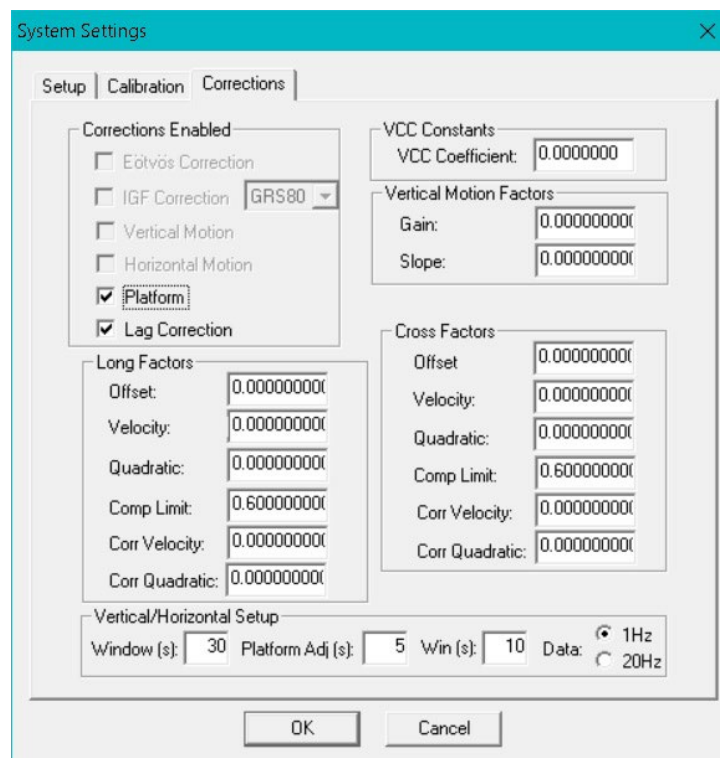 System Settings
Setup Calibration Corrections
Corrections Enabled
Eötvös Correction
IGF Correction GRS80
Vertical Motion
Horizontal Motion
Platform
Lag Correction
VCC Constants
VCC Coefficient: 0.0000000
Vertical Motion Factors
Gain: 0.00000000(
Slope: 0.00000000(
Long Factors
Offset: 0.00000000(
Velocity: 0.00000000(
Quadratic: 0.00000000(
Comp Limit: 0.60000000(
Corr Velocity: 0.00000000(
Corr Quadratic: 0.00000000(
Cross Factors
Offset 0.00000000(
Velocity: 0.00000000(
Quadratic: 0.00000000(
Comp Limit: 0.60000000(
Corr Velocity: 0.00000000(
Corr Quadratic: 0.00000000(
Vertical/Horizontal Setup
Window (s): 30 Platform Adj (s): 5 Win (s): 10 Data: 1Hz
20Hz
OK Cancel